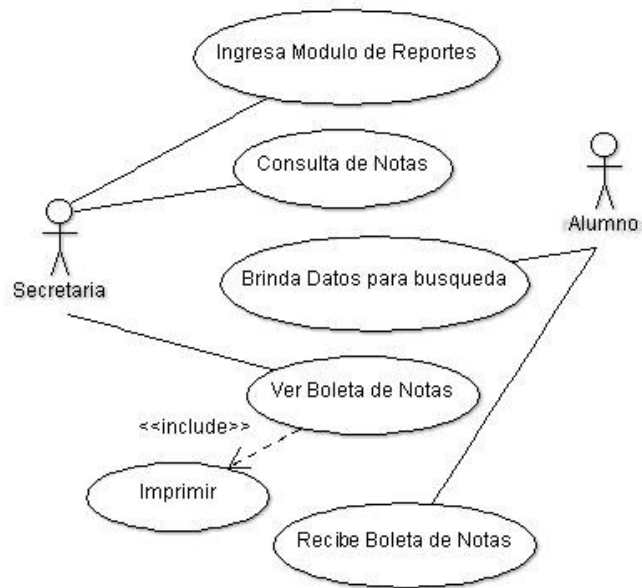 Ingresa Modulo de Reportes
Consulta de Notas
Alumno
Secretaria
Brinda Datos para busqueda
Ver Boleta de Notas
<<include>>
Imprimir
Recibe Boleta de Notas